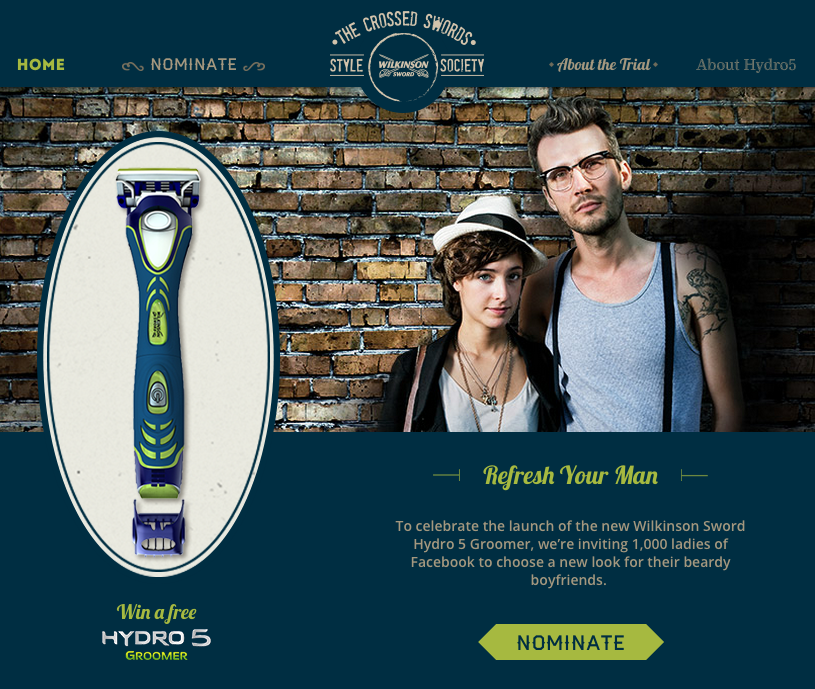 THE CROSSED SWORDS
HOME
NOMINATE
STYLE
WILKINSON
SWORD
SOCIETY
About the Trial
About Hydro5
Refresh Your Man
To celebrate the launch of the new Wilkinson Sword
Hydro 5 Groomer, we're inviting 1,000 ladies of
Facebook to choose a new look for their beardy
boyfriends.
Win a free
HYDRO 5
GROOMER
NOMINATE